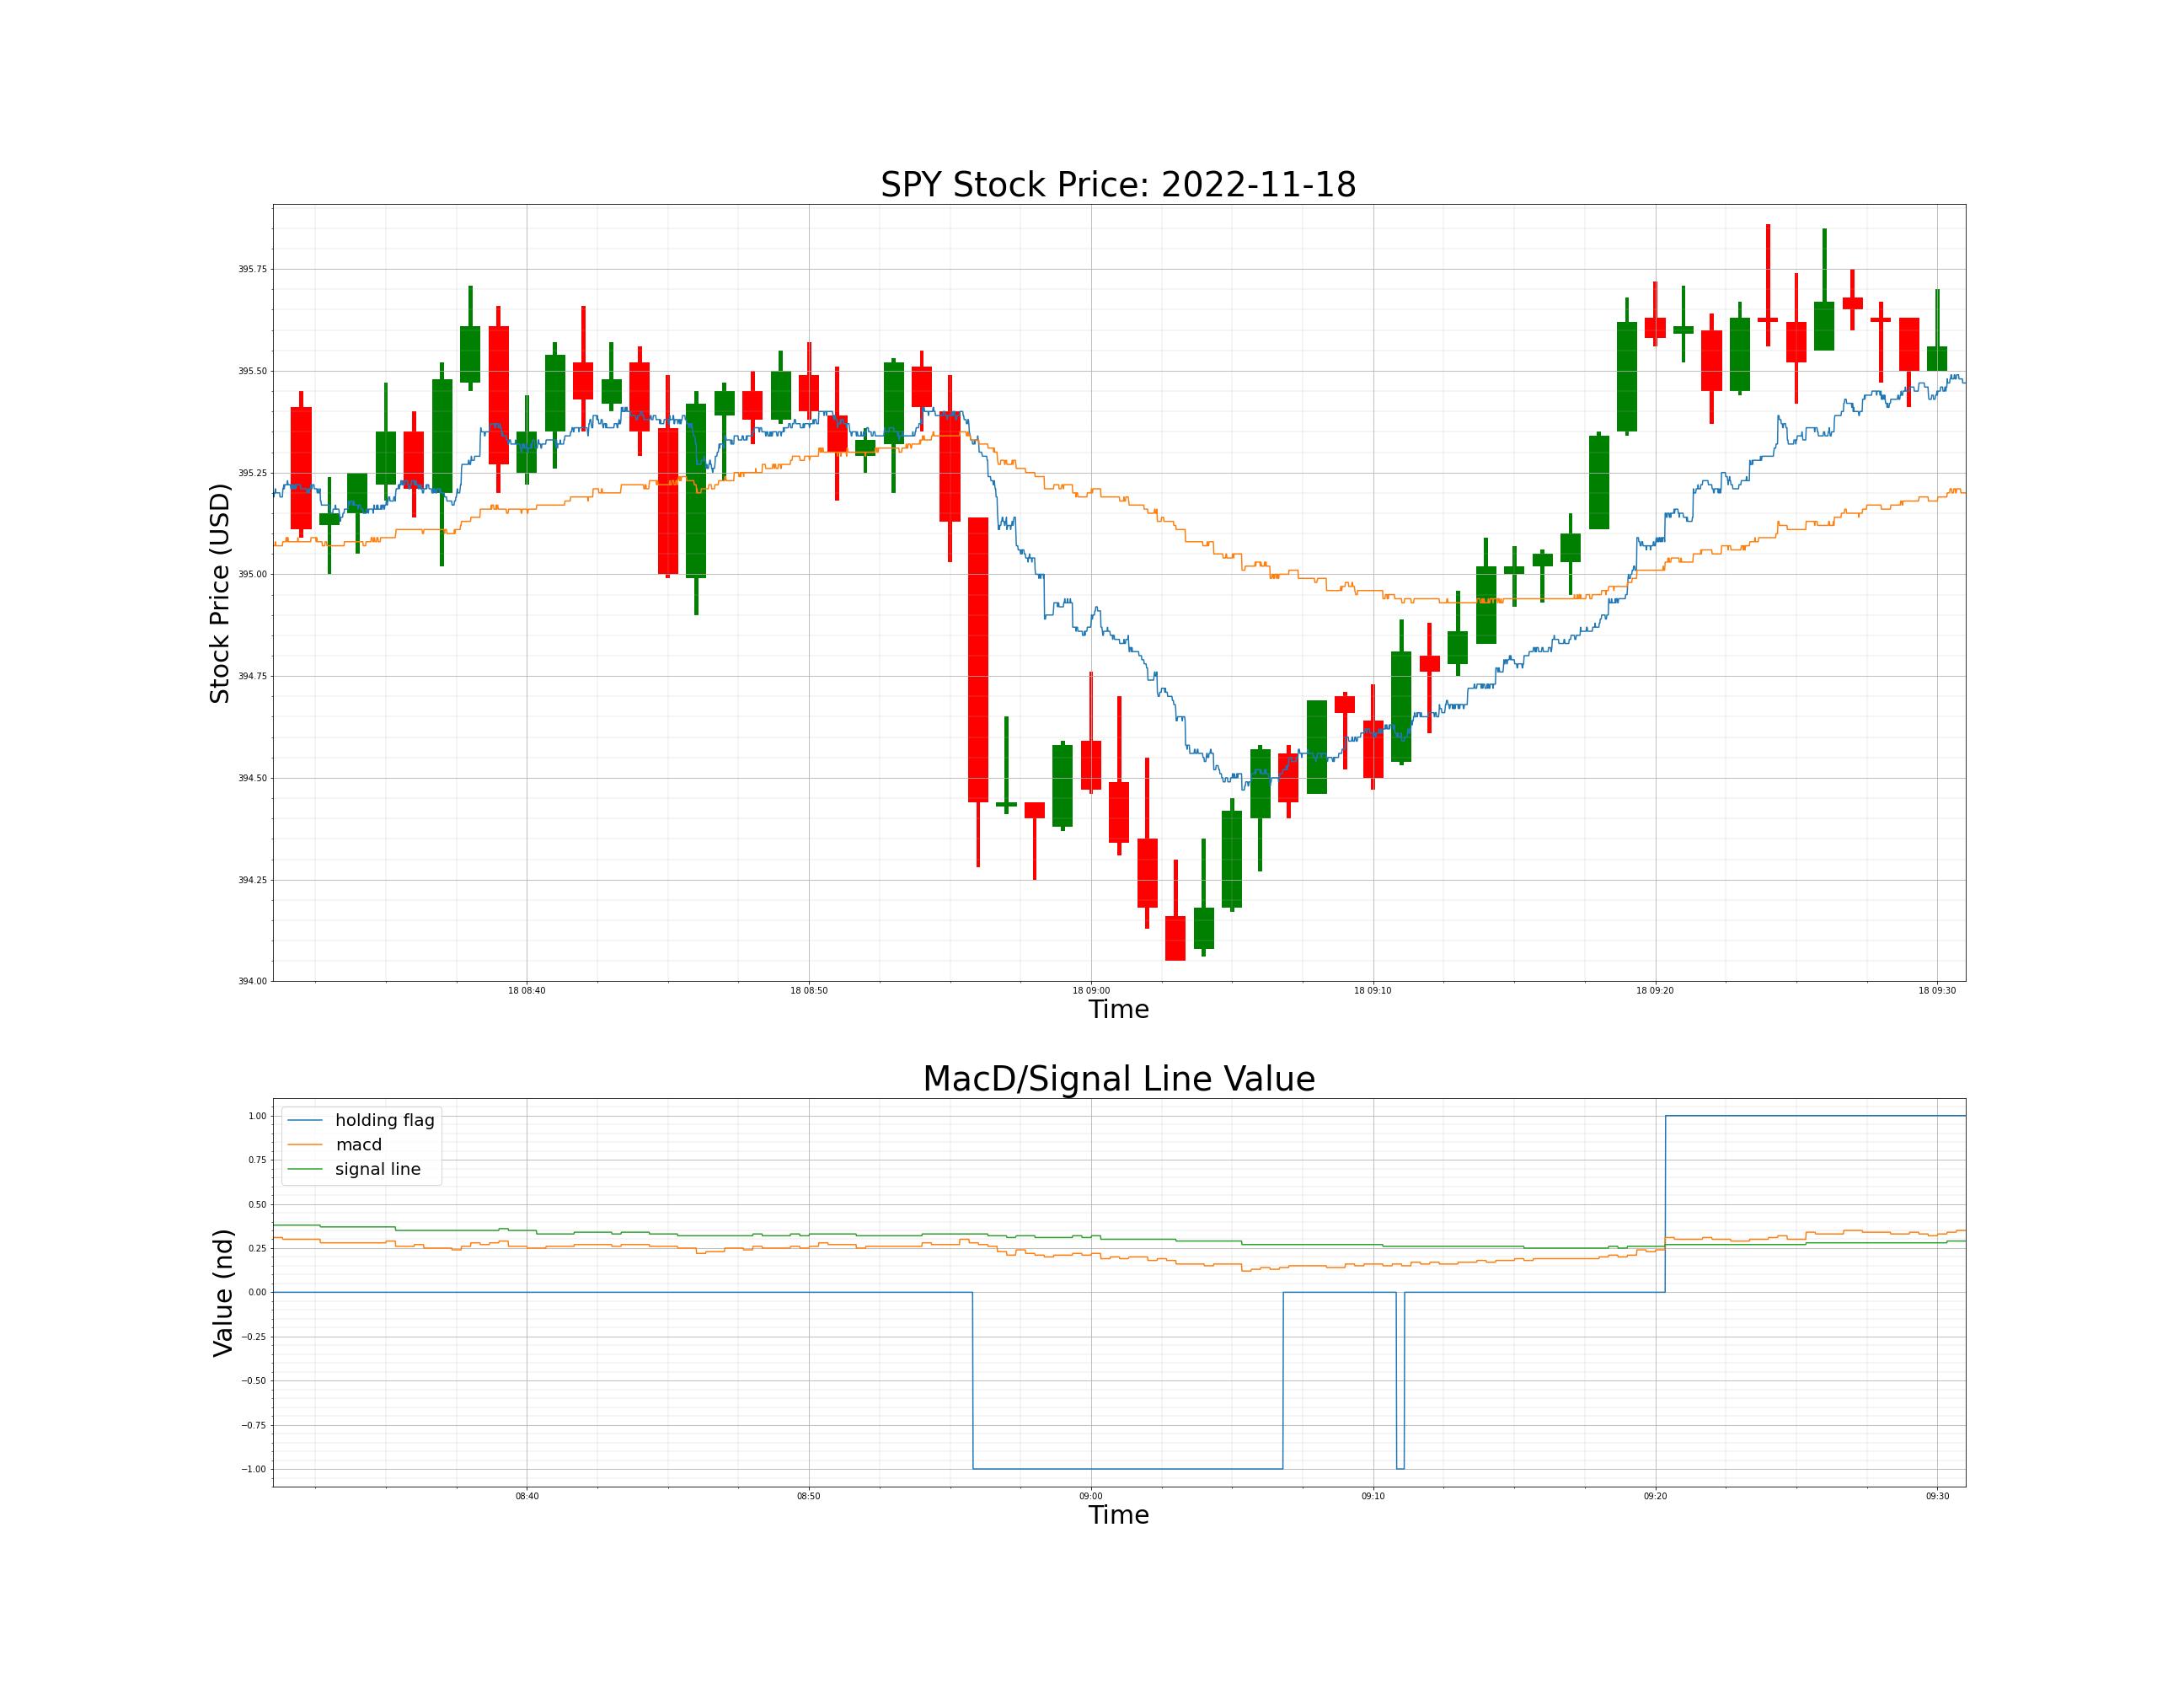 SPY Stock Price: 2022-11-18
Stock Price (USD)
395.75
395.50
395.25
395.00
394.75
394.50
394.25
394.00
18 08:40 18 08:50 18 09:00 18 09:10 18 09:20 18 09:30
Time
MacD/Signal Line Value
Value (nd)
1.00
0.75
0.50
0.25
0.00
−0.25
−0.50
−0.75
−1.00
holding flag
macd
signal line
08:40 08:50 09:00 09:10 09:20 09:30
Time